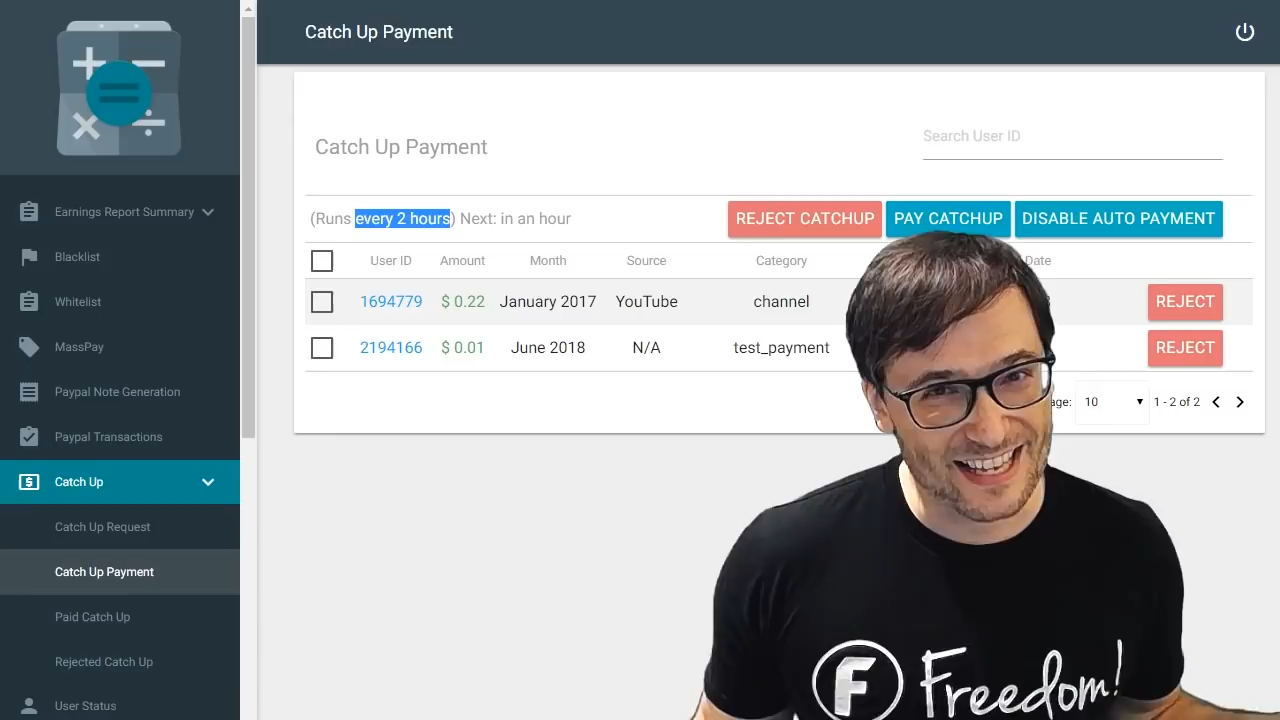 Catch Up Payment
Earnings Report Summary
Blacklist
Whitelist
MassPay
Paypal Note Generation
Paypal Transactions
Catch Up
Catch Up Request
Catch Up Payment
Paid Catch Up
Rejected Catch Up
User Status
Catch Up Payment
Search User ID
(Runs every 2 hours) Next: in an hour REJECT CATCHUP PAY CATCHUP DISABLE AUTO PAYMENT
User ID Amount Month Source Category Date
1694779 $ 0.22 January 2017 YouTube channel REJECT
2194166 $ 0.01 June 2018 N/A test_payment REJECT
10 1 - 2 of 2
F Freedom!